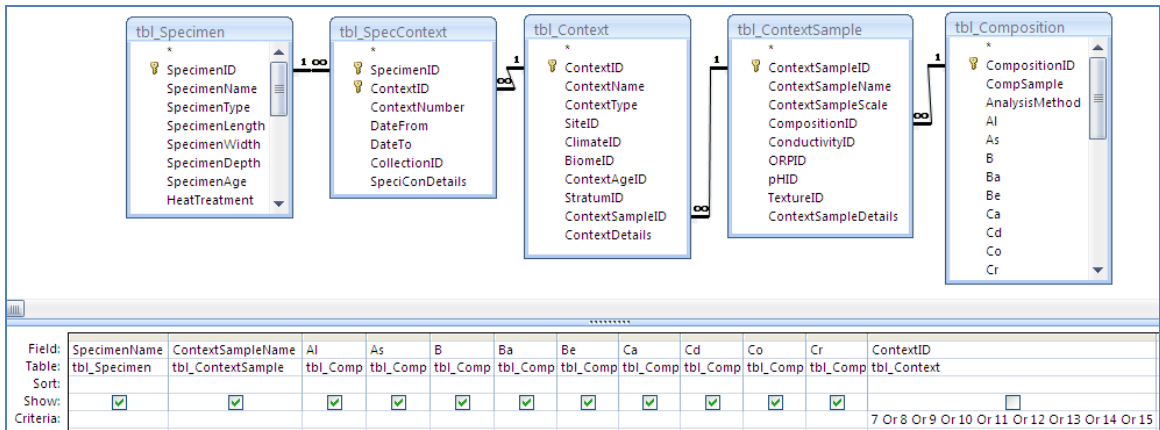 tbl_Specimen
*
SpecimenID
SpecimenName
SpecimenType
SpecimenLength
SpecimenWidth
SpecimenDepth
SpecimenAge
HeatTreatment
1 ∞
tbl_SpecContext
*
SpecimenID
ContextID
ContextNumber
DateFrom
DateTo
CollectionID
SpeciConDetails
1
∞
tbl_Context
*
ContextID
ContextName
ContextType
SiteID
ClimateID
BiomeID
ContextAgeID
StratumID
ContextSampleID
ContextDetails
1
∞
tbl_ContextSample
*
ContextSampleID
ContextSampleName
ContextSampleScale
CompositionID
ConductivityID
ORPID
pHID
TextureID
ContextSampleDetails
1
∞
tbl_Composition
*
CompositionID
CompSample
AnalysisMethod
Al
As
B
Ba
Be
Ca
Cd
Co
Cr
Field: SpecimenName ContextSampleName Al As B Ba Be Ca Cd Co Cr ContextID
Table: tbl_Specimen tbl_ContextSample tbl_Comp tbl_Comp tbl_Comp tbl_Comp tbl_Comp tbl_Comp tbl_Comp tbl_Comp tbl_Comp tbl_Context
Sort:
Show:
Criteria: 7 Or 8 Or 9 Or 10 Or 11 Or 12 Or 13 Or 14 Or 15